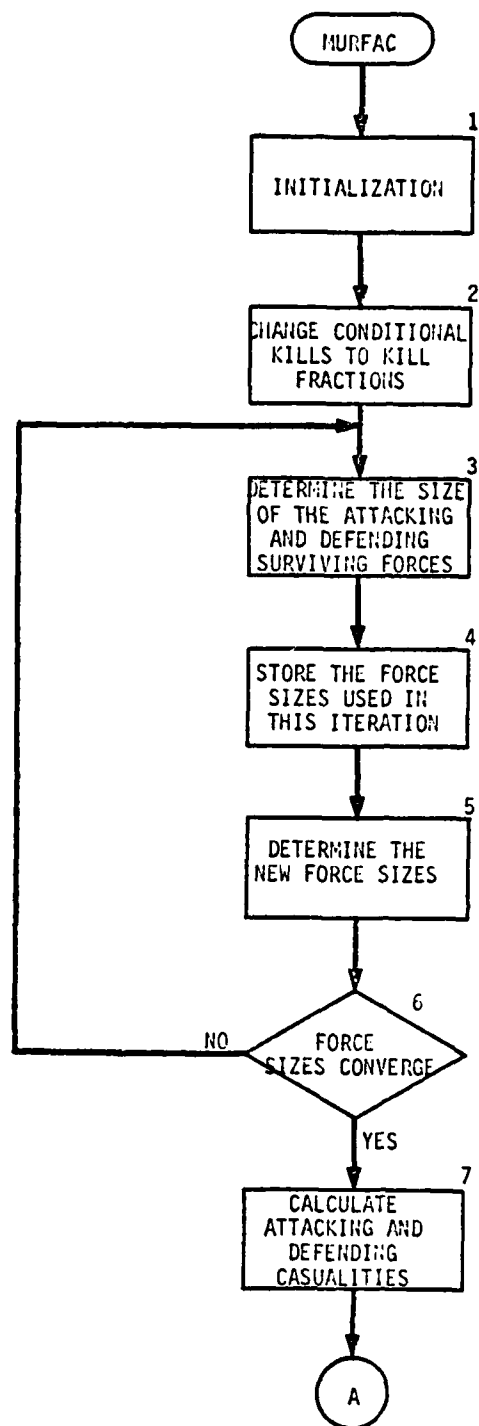 MURFAC
1
INITIALIZATION
2
CHANGE CONDITIONAL
KILLS TO KILL
FRACTIONS
3
DETERMINE THE SIZE
OF THE ATTACKING
AND DEFENDING
SURVIVING FORCES
4
STORE THE FORCE
SIZES USED IN
THIS ITERATION
5
DETERMINE THE
NEW FORCE SIZES
6
FORCE
SIZES CONVERGE
NO
YES
7
CALCULATE
ATTACKING AND
DEFENDING
CASUALITIES
A